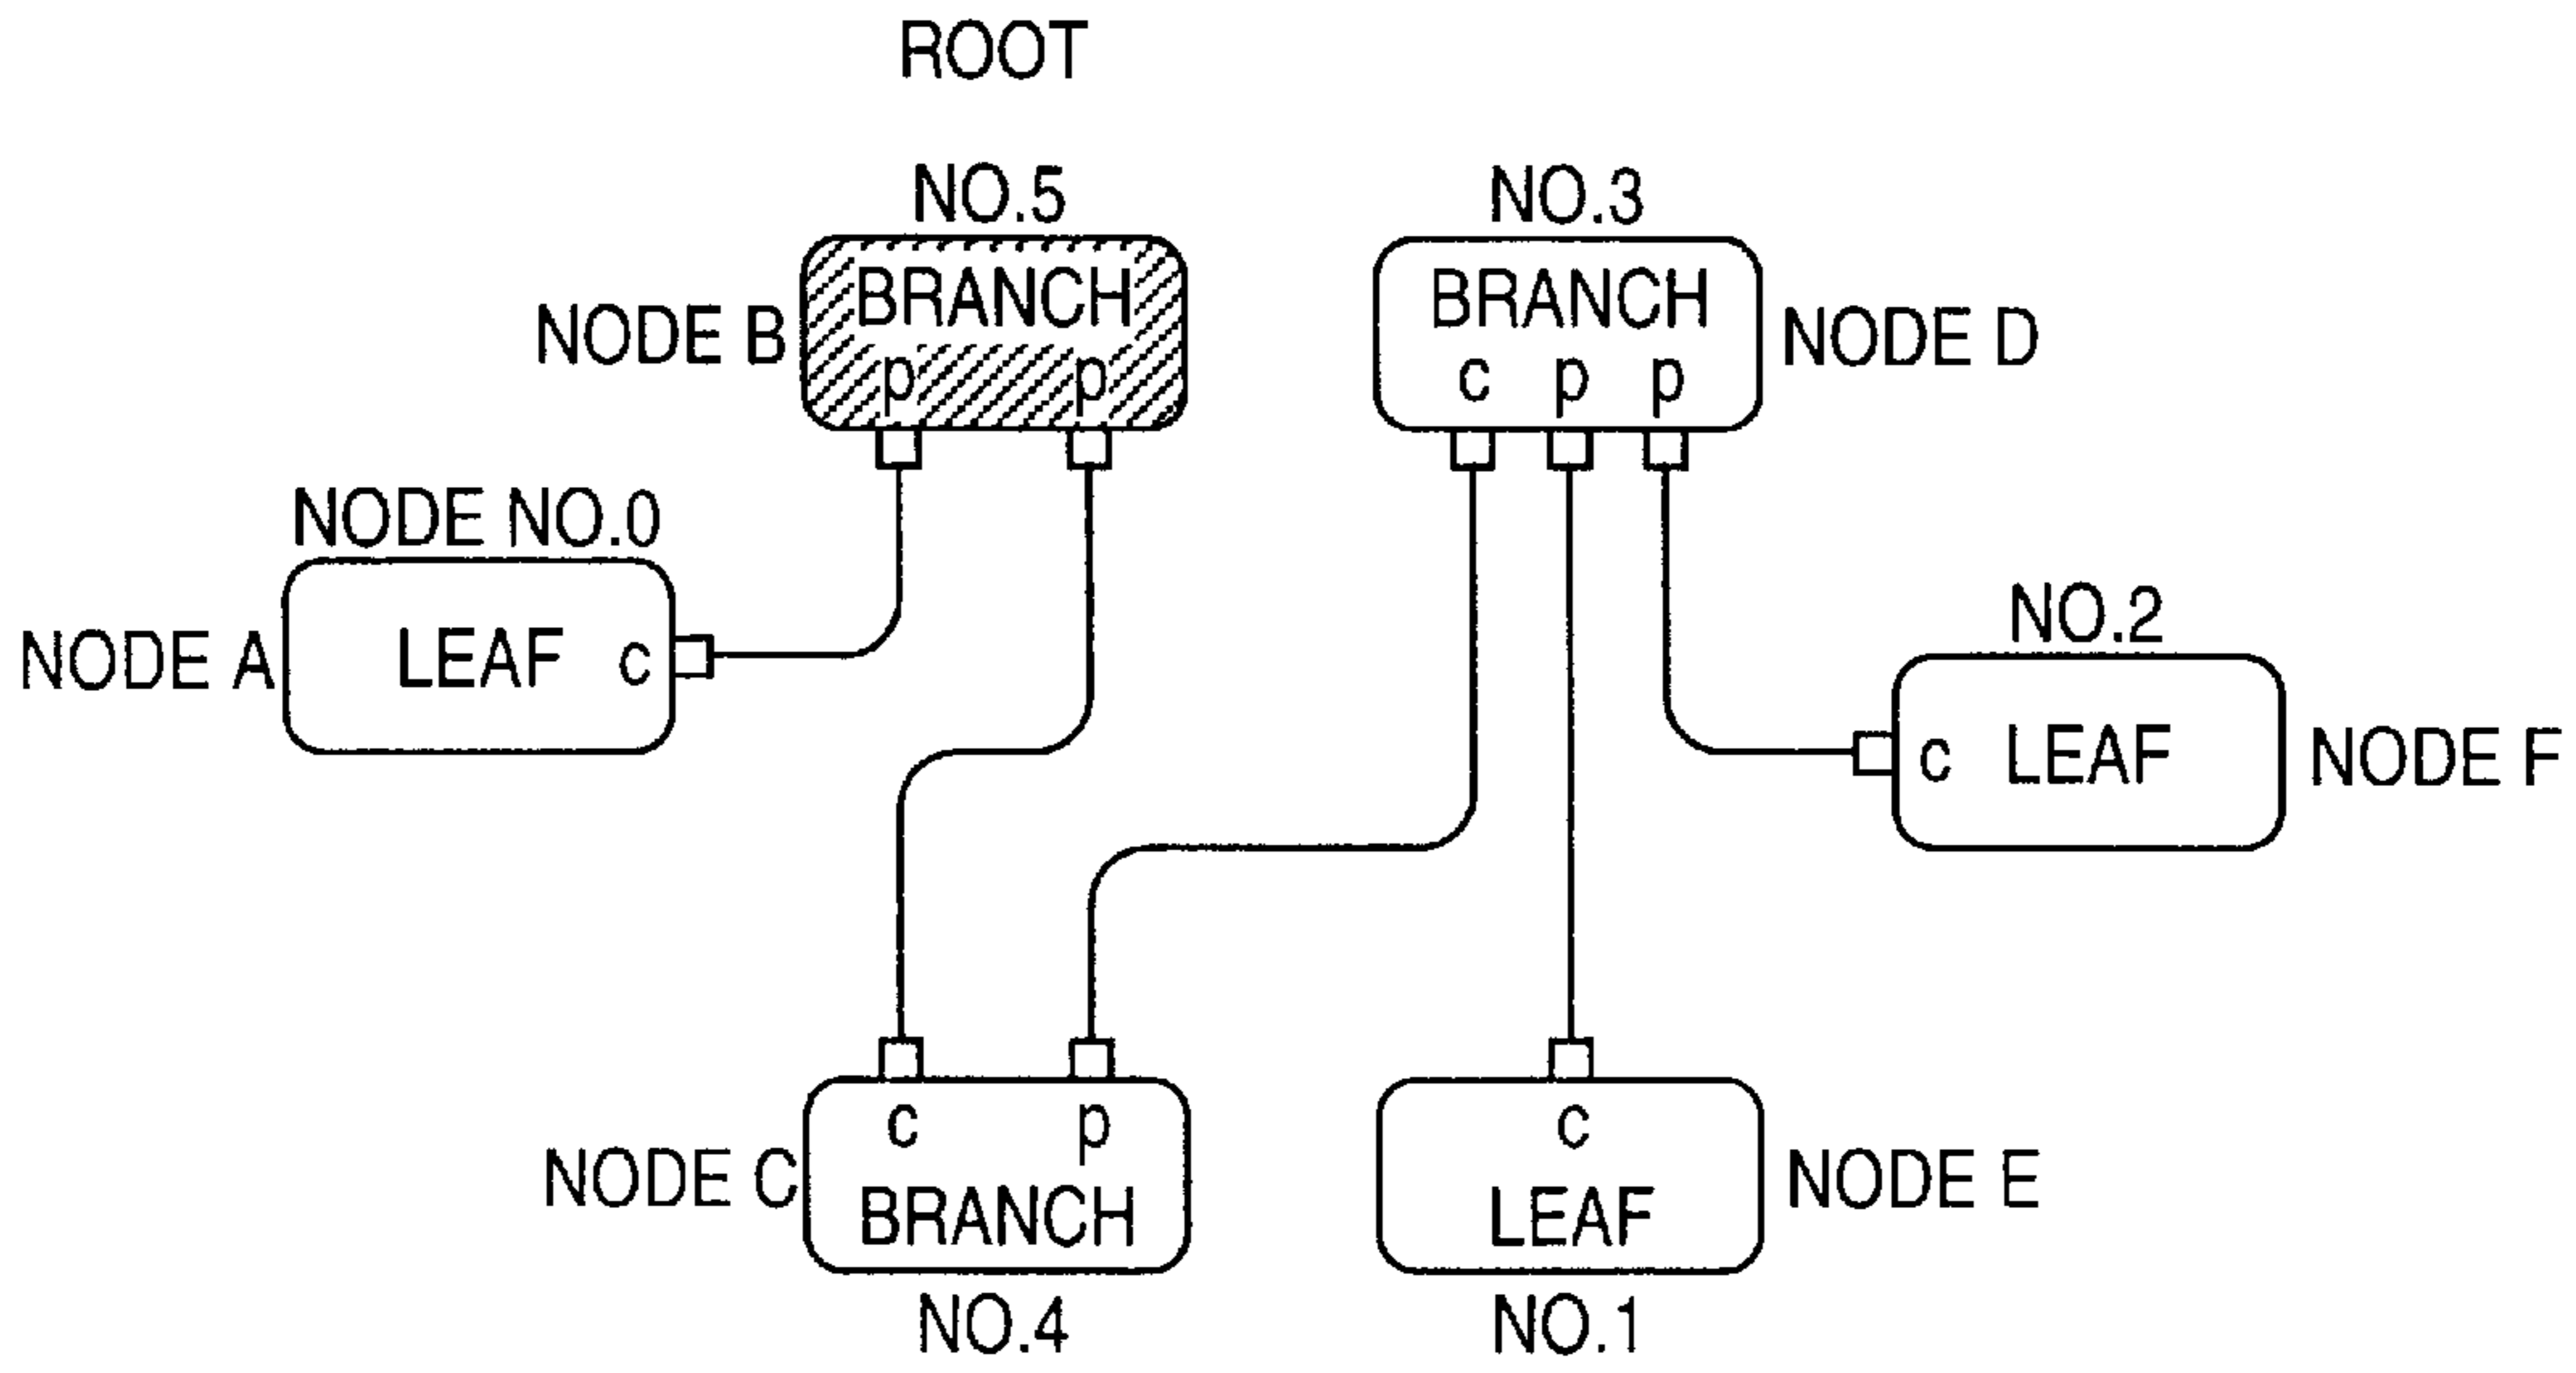 ROOT
NO.5
NO.3
BRANCH
BRANCH
NODE B
NODE D
p p
c p p
NODE NO.0
NODE A
LEAF c
NO.2
c LEAF
NODE F
c p
c
NODE C
BRANCH
LEAF
NODE E
NO.4
NO.1